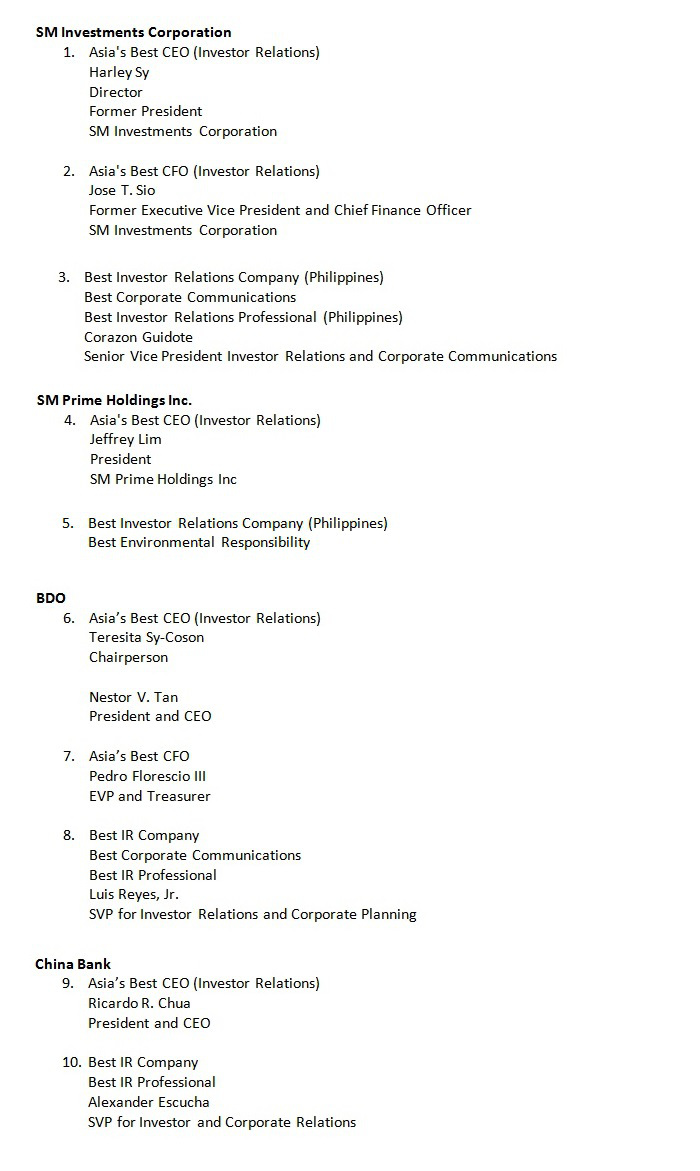 SM Investments Corporation
1. Asia's Best CEO (Investor Relations)
Harley Sy
Director
Former President
SM Investments Corporation
2. Asia's Best CFO (Investor Relations)
Jose T. Sio
Former Executive Vice President and Chief Finance Officer
SM Investments Corporation
3. Best Investor Relations Company (Philippines)
Best Corporate Communications
Best Investor Relations Professional (Philippines)
Corazon Guidote
Senior Vice President Investor Relations and Corporate Communications
SM Prime Holdings Inc.
4. Asia's Best CEO (Investor Relations)
Jeffrey Lim
President
SM Prime Holdings Inc
5. Best Investor Relations Company (Philippines)
Best Environmental Responsibility
BDO
6. Asia’s Best CEO (Investor Relations)
Teresita Sy-Coson
Chairperson
Nestor V. Tan
President and CEO
7. Asia’s Best CFO
Pedro Florescio III
EVP and Treasurer
8. Best IR Company
Best Corporate Communications
Best IR Professional
Luis Reyes, Jr.
SVP for Investor Relations and Corporate Planning
China Bank
9. Asia’s Best CEO (Investor Relations)
Ricardo R. Chua
President and CEO
10. Best IR Company
Best IR Professional
Alexander Escucha
SVP for Investor and Corporate Relations